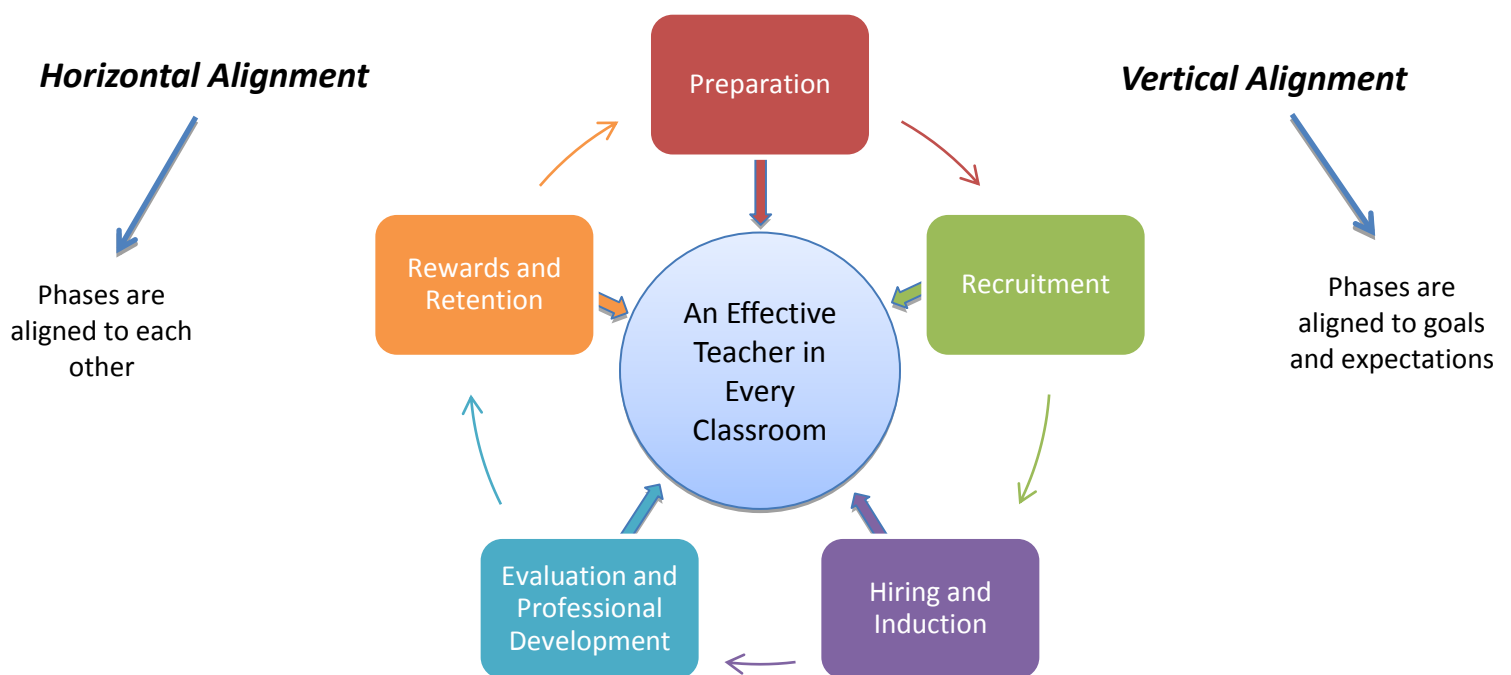 Horizontal Alignment
Phases are
aligned to each
other
Preparation
Recruitment
Hiring and
Induction
Evaluation and
Professional
Development
Rewards and
Retention
An Effective
Teacher in
Every
Classroom
Vertical Alignment
Phases are
aligned to goals
and expectations